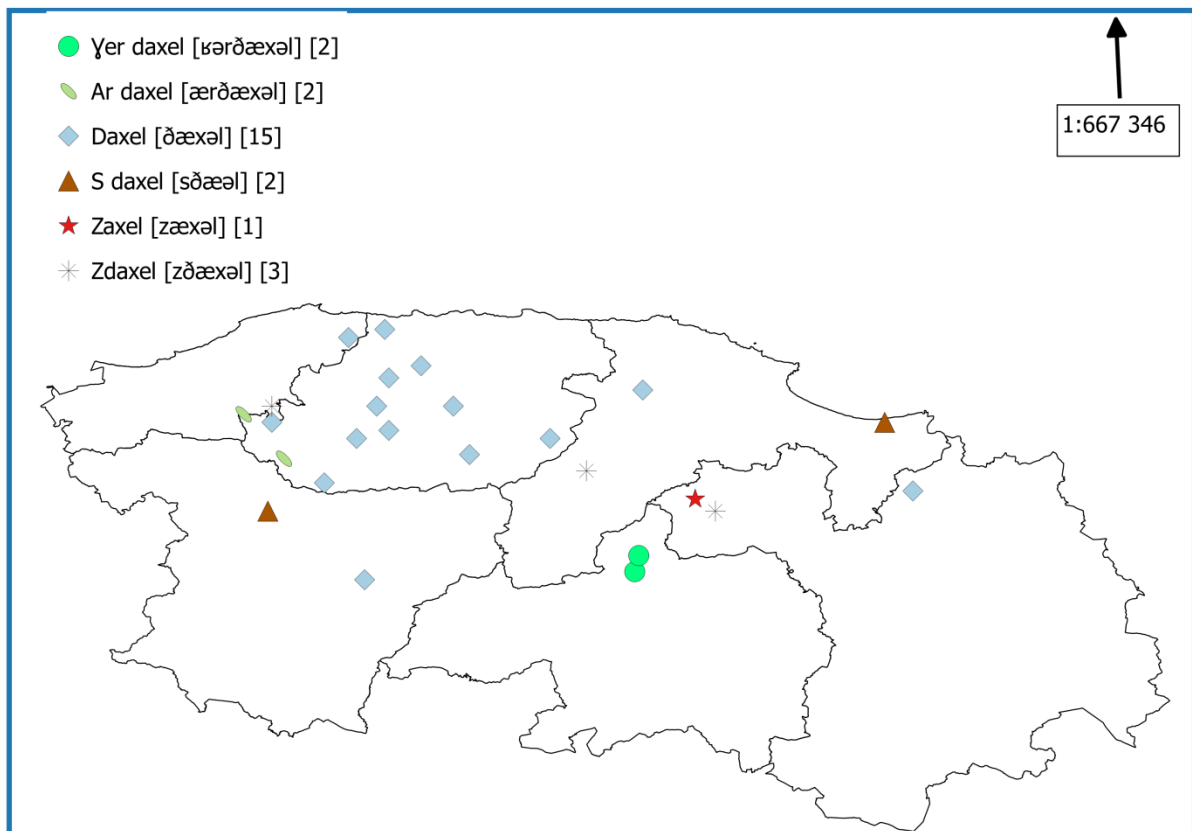 Ɣer daxel [ʁərðæxəl] [2]
Ar daxel [ærðæxəl] [2]
Daxel [ðæxəl] [15]
S daxel [sðæəl] [2]
Zaxel [zæxəl] [1]
Zdaxel [zðæxəl] [3]
1:667 346